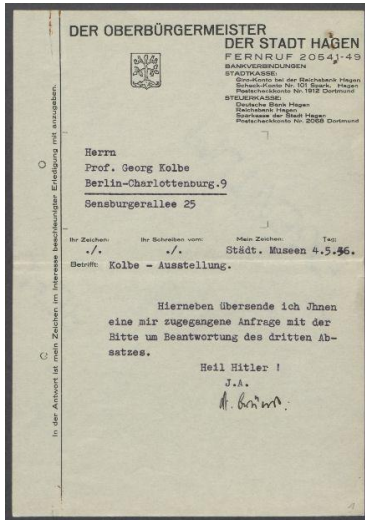 DER OBERBÜRGERMEISTER
DER STADT HAGEN
FERNRUF 20541-49
BANKVERBINDUNGEN
STADTKASSE:
Giro-Konto bei der Reichsbank Hagen
Scheck-Konto Nr. 101 Spark. Hagen
Postscheckkonto Nr. 1912 Dortmund
STEUERKASSE:
Deutsche Bank Hagen
Reichsbank Hagen
Sparkasse der Stadt Hagen
Postscheckkonto Nr. 2068 Dortmund
In der Antwort ist mein Zeichen im Interesse beschleunigter Erledigung mit anzugeben.
Herrn
Prof. Georg Kolbe
Berlin-Charlottenburg.9
Sensburgerallee 25
Ihr Zeichen: Ihr Schreiben vom: Mein Zeichen: Tag:
./. ./. Städt. Museen 4.5.36.
Betrifft: Kolbe - Ausstellung.
Hierneben übersende ich Jhnen
eine mir zugegangene Anfrage mit der
Bitte um Beantwortung des dritten Ab-
satzes.
Heil Hitler !
J.A.